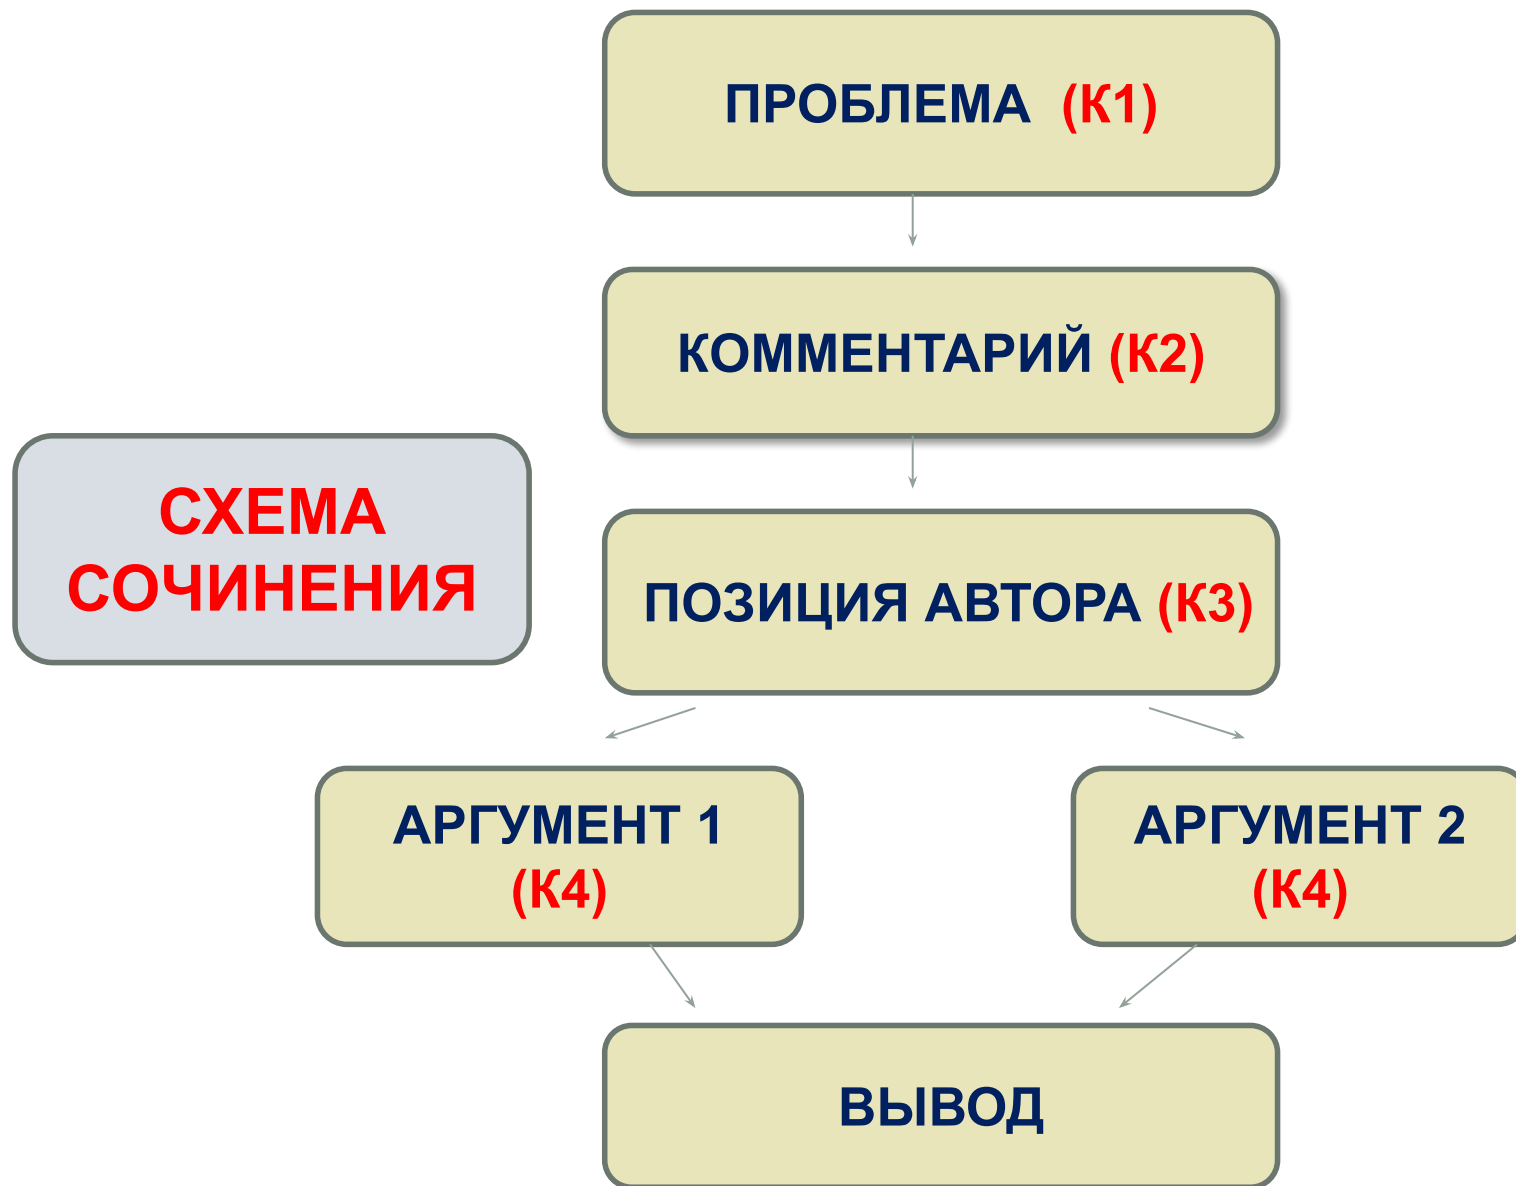 ПРОБЛЕМА (К1)
КОММЕНТАРИЙ (К2)
СХЕМА
СОЧИНЕНИЯ
ПОЗИЦИЯ АВТОРА (К3)
АРГУМЕНТ 1
(К4)
АРГУМЕНТ 2
(К4)
ВЫВОД